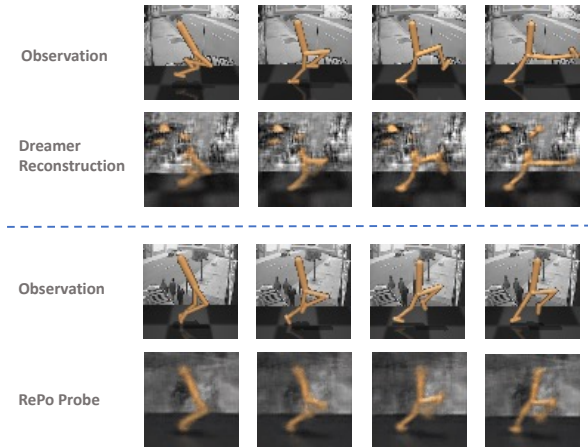 Observation
Dreamer
Reconstruction
Observation
RePo Probe